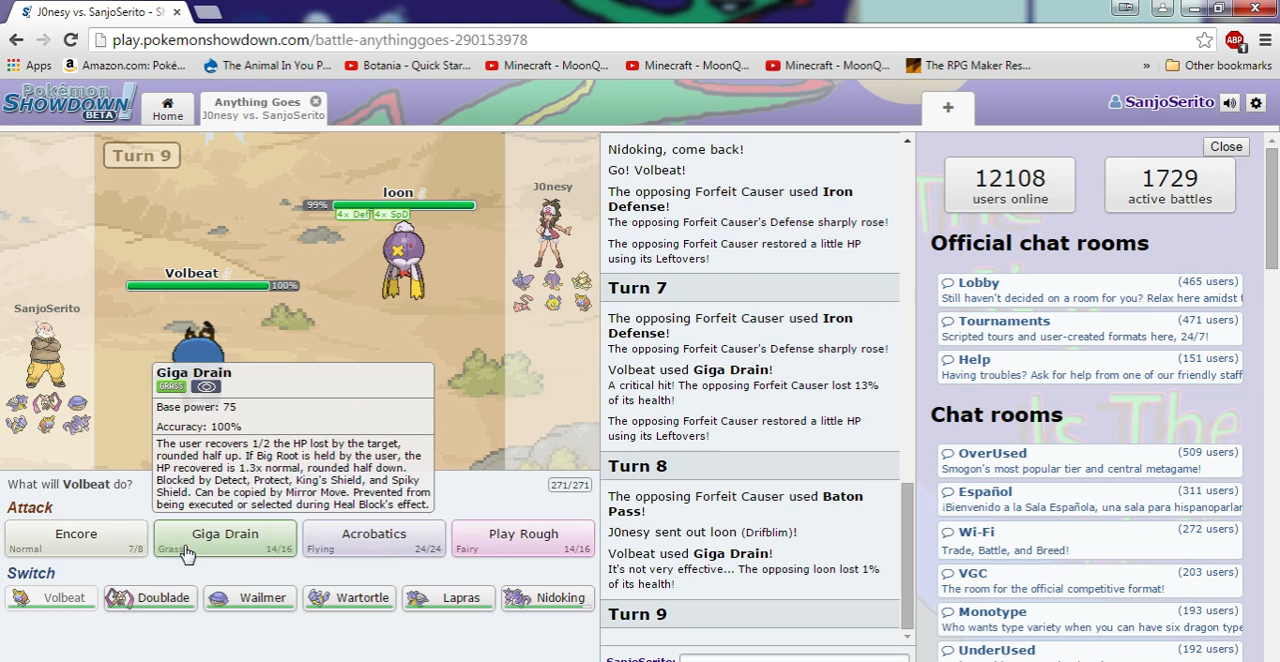 J0nesy vs. SanjoSerito - Sh
play.pokemonshowdown.com/battle-anythinggoes-290153978
ABP
1
Apps
Amazon.com: Poké...
The Animal In You P...
Botania - Quick Star...
Minecraft - MoonQ...
Minecraft - MoonQ...
Minecraft - MoonQ...
The RPG Maker Res...
»
Other bookmarks
Pokémon
SHOWDOWN!
BETA
Home
Anything Goes
J0nesy vs. SanjoSerito
+
SanjoSerito
Turn 9
loon
99%
4x Def 4x SpD
J0nesy
Volbeat
100%
SanjoSerito
Giga Drain
GRASS
Base power: 75
Accuracy: 100%
The user recovers 1/2 the HP lost by the target,
rounded half up. If Big Root is held by the user, the
HP recovered is 1.3x normal, rounded half down.
Blocked by Detect, Protect, King's Shield, and Spiky
Shield. Can be copied by Mirror Move. Prevented from
being executed or selected during Heal Block's effect.
What will Volbeat do?
271/271
Attack
Encore
Normal 7/8
Giga Drain
Grass 14/16
Acrobatics
Flying 24/24
Play Rough
Fairy 14/16
Switch
Volbeat
Doublade
Wailmer
Wartortle
Lapras
Nidoking
Nidoking, come back!
Go! Volbeat!
The opposing Forfeit Causer used Iron
Defense!
The opposing Forfeit Causer's Defense sharply rose!
The opposing Forfeit Causer restored a little HP
using its Leftovers!
Turn 7
The opposing Forfeit Causer used Iron
Defense!
The opposing Forfeit Causer's Defense sharply rose!
Volbeat used Giga Drain!
A critical hit! The opposing Forfeit Causer lost 13%
of its health!
The opposing Forfeit Causer restored a little HP
using its Leftovers!
Turn 8
The opposing Forfeit Causer used Baton
Pass!
J0nesy sent out loon (Drifblim)!
Volbeat used Giga Drain!
It's not very effective... The opposing loon lost 1%
of its health!
Turn 9
SanjoSerito:
Close
12108
users online
1729
active battles
Official chat rooms
Lobby (465 users)
Still haven't decided on a room for you? Relax here amidst t
Tournaments (471 users)
Scripted tours and user-created formats here, 24/7!
Help (151 users)
Having troubles? Ask for help from one of our friendly staff
Chat rooms
OverUsed (509 users)
Smogon's most popular tier and central metagame!
Español (311 users)
¡Bienvenido a la Sala Española, una sala para hispanoparlan
Wi-Fi (272 users)
Trade, Battle, and Breed!
VGC (203 users)
The room for the official competitive format!
Monotype (193 users)
Who wants type variety when you can have six dragon type
UnderUsed (192 users)